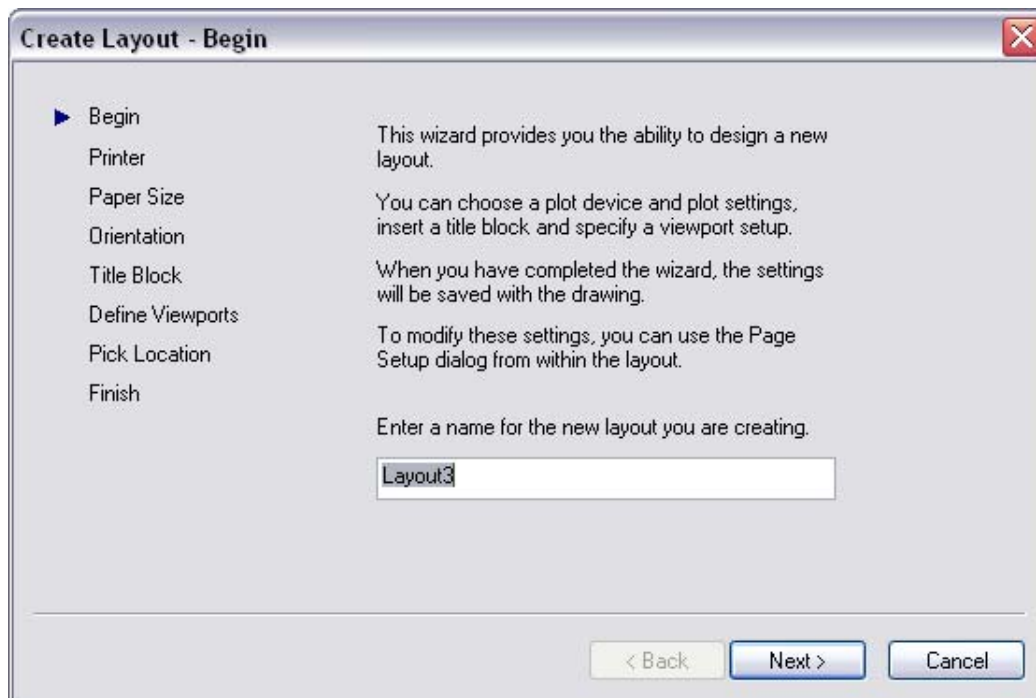 Create Layout - Begin
Begin
Printer
Paper Size
Orientation
Title Block
Define Viewports
Pick Location
Finish
This wizard provides you the ability to design a new
layout.
You can choose a plot device and plot settings,
insert a title block and specify a viewport setup.
When you have completed the wizard, the settings
will be saved with the drawing.
To modify these settings, you can use the Page
Setup dialog from within the layout.
Enter a name for the new layout you are creating.
Layout3
< Back
Next >
Cancel